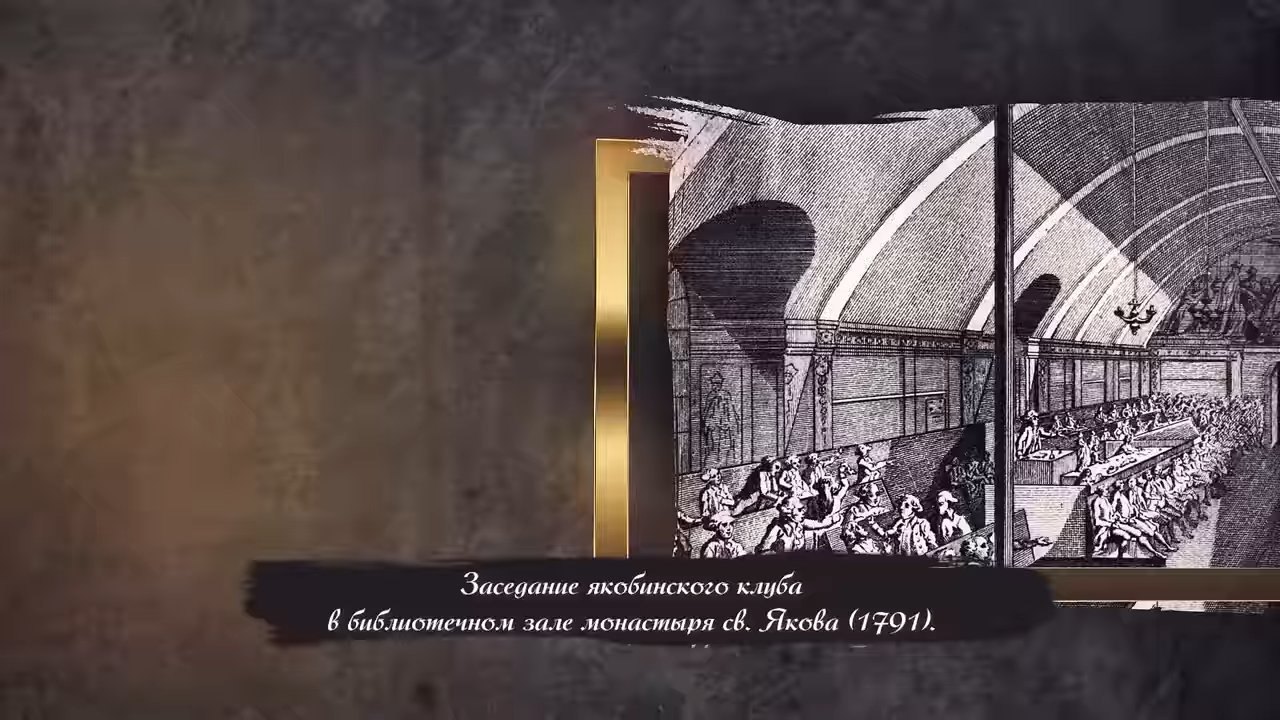 Заседание якобинского клуба
в библиотечном зале монастыря св. Якова (1791).